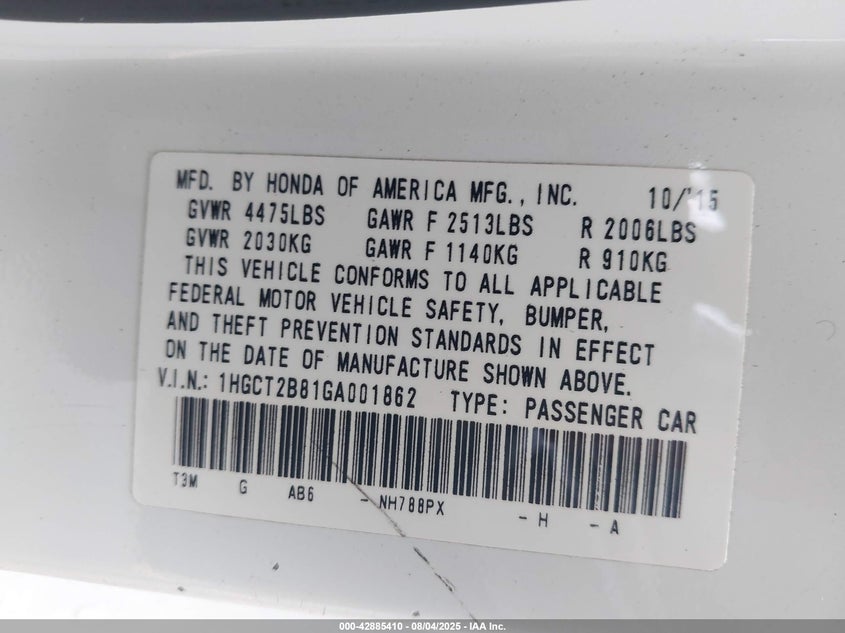 MFD. BY HONDA OF AMERICA MFG., INC. 10/'15
GVWR 4475LBS GAWR F 2513LBS R 2006LBS
GVWR 2030KG GAWR F 1140KG R 910KG
THIS VEHICLE CONFORMS TO ALL APPLICABLE
FEDERAL MOTOR VEHICLE SAFETY, BUMPER,
AND THEFT PREVENTION STANDARDS IN EFFECT
ON THE DATE OF MANUFACTURE SHOWN ABOVE.
V.I.N.: 1HGCT2B81GA001862 TYPE: PASSENGER CAR
T3M G AB6 - NH788PX - H - A
000-42885410 - 08/04/2025 - IAA Inc.